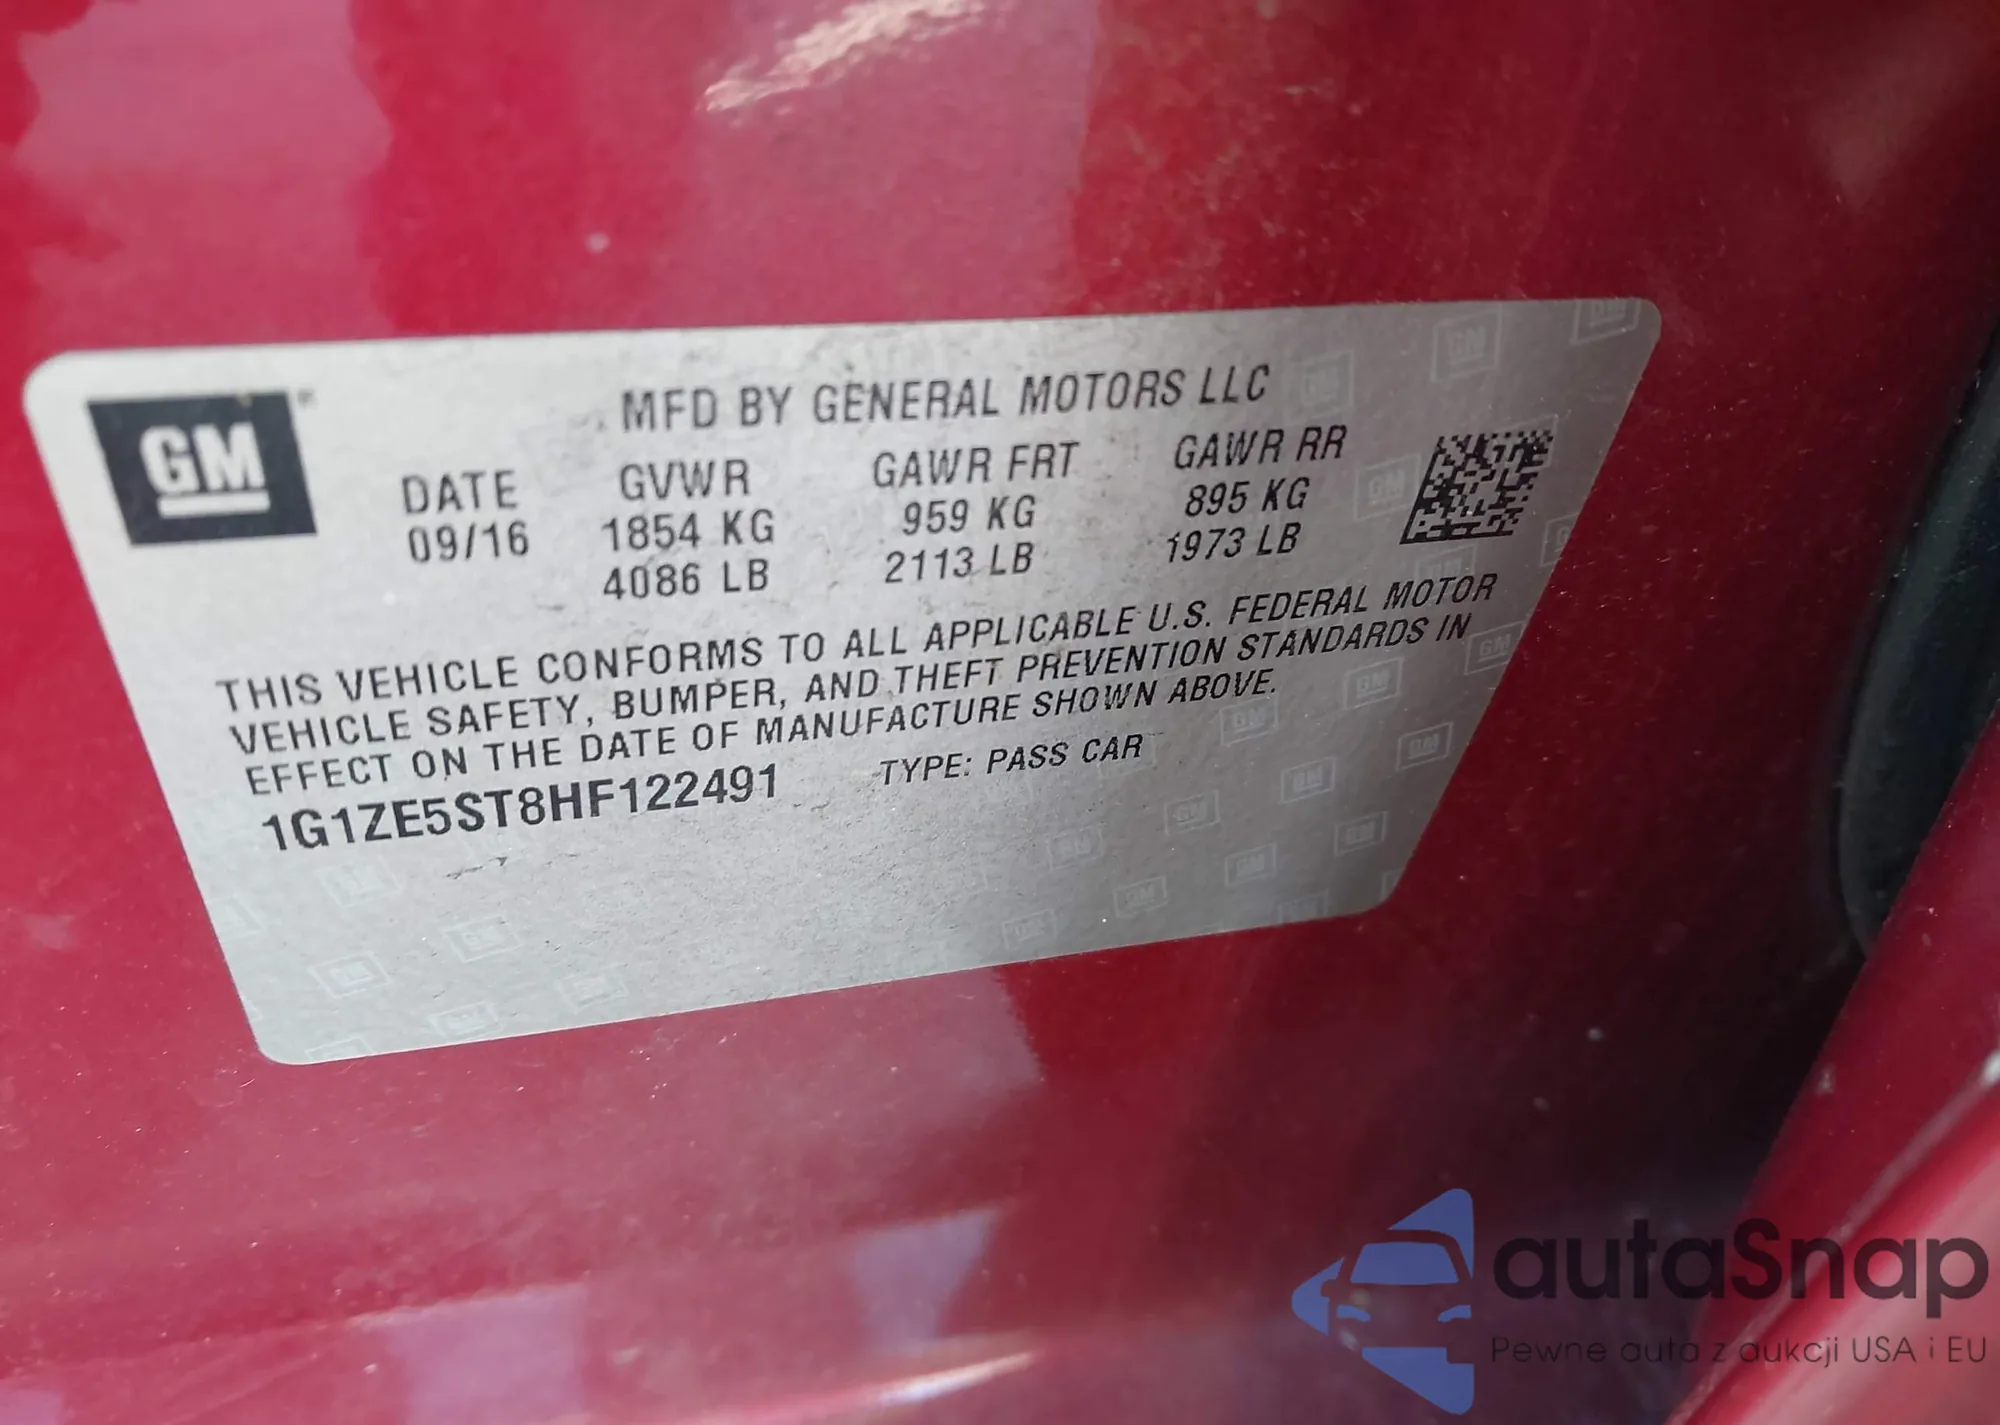 GM
MFD BY GENERAL MOTORS LLC
DATE GVWR GAWR FRT GAWR RR
09/16 1854 KG 959 KG 895 KG
4086 LB 2113 LB 1973 LB
THIS VEHICLE CONFORMS TO ALL APPLICABLE U.S. FEDERAL MOTOR
VEHICLE SAFETY, BUMPER, AND THEFT PREVENTION STANDARDS IN
EFFECT ON THE DATE OF MANUFACTURE SHOWN ABOVE.
1G1ZE5ST8HF122491 TYPE: PASS CAR
autaSnap
Pewne auta z aukcji USA i EU